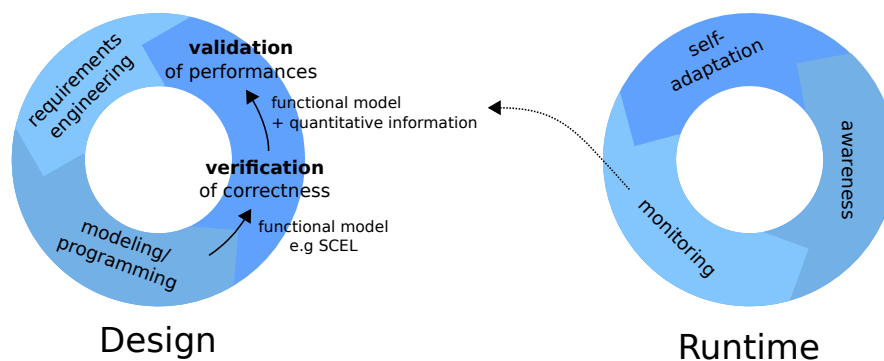 requirements
engineering
validation
of performances
functional model
+ quantitative information
verification
of correctness
functional model
e.g SCEL
modeling/
programming
Design
self-
adaptation
awareness
monitoring
Runtime